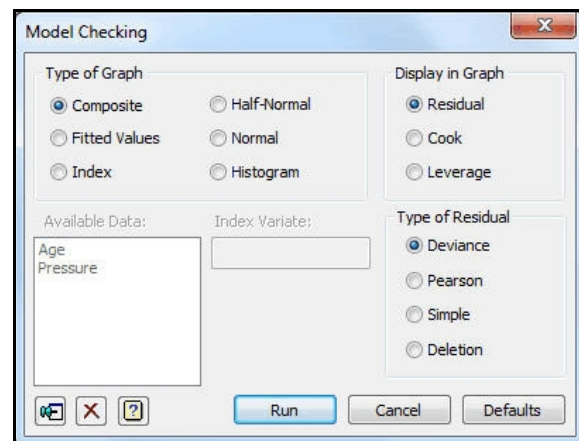 Model Checking
Type of Graph
Composite
Half-Normal
Fitted Values
Normal
Index
Histogram
Display in Graph
Residual
Cook
Leverage
Available Data:
Index Variate:
Age
Pressure
Type of Residual
Deviance
Pearson
Simple
Deletion
Run
Cancel
Defaults